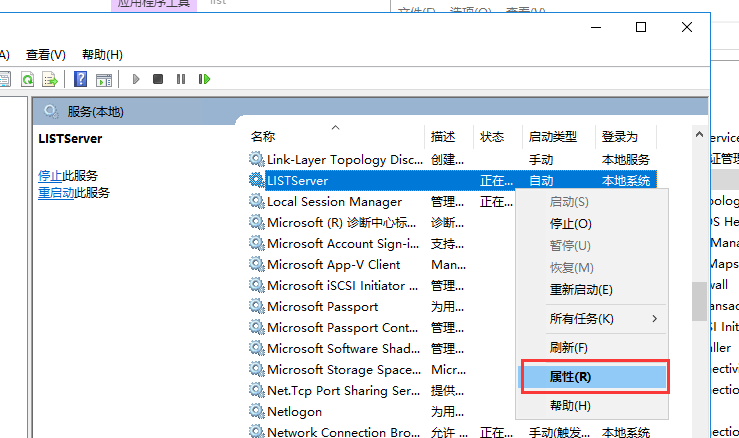 应用程序工具 list
文件(F) 选项(O) 查看(V)
A) 查看(V) 帮助(H)
服务(本地)
LISTServer
停止此服务
重启动此服务
名称 描述 状态 启动类型 登录为
Link-Layer Topology Disc... 创建... 手动 本地服务
LISTServer 正在... 自动 本地系统
Local Session Manager 管理... 正在...
Microsoft (R) 诊断中心标... 诊断...
Microsoft Account Sign-i... 支持...
Microsoft App-V Client Man...
Microsoft iSCSI Initiator ... 管理...
Microsoft Passport 为用...
Microsoft Passport Cont... 管理...
Microsoft Software Shad... 管理...
Microsoft Storage Space... Micr...
Net.Tcp Port Sharing Ser... 提供...
Netlogon 为用...
Network Connection Bro... 允许 ... 正在... 手动(触发... 本地系统
启动(S)
停止(O)
暂停(U)
恢复(M)
重新启动(E)
所有任务(K)
刷新(F)
属性(R)
帮助(H)
ervice
证管理
polog
OS He
Mana
Maps
wall
ansac
SI Initi
ller
nectivi
ection
ection
ection